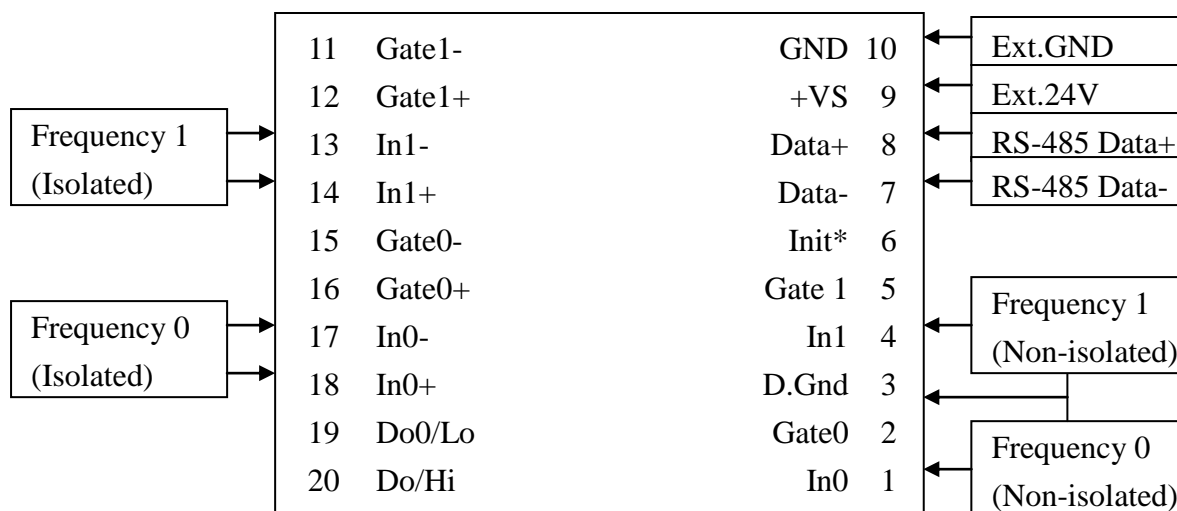 11 Gate1-
GND 10
Ext.GND
12 Gate1+
+VS 9
Ext.24V
Frequency 1
(Isolated)
13 In1-
Data+ 8
RS-485 Data+
14 In1+
Data- 7
RS-485 Data-
15 Gate0-
Init* 6
16 Gate0+
Gate 1 5
Frequency 1
(Non-isolated)
Frequency 0
(Isolated)
17 In0-
In1 4
18 In0+
D.Gnd 3
19 Do0/Lo
Gate0 2
Frequency 0
(Non-isolated)
20 Do/Hi
In0 1